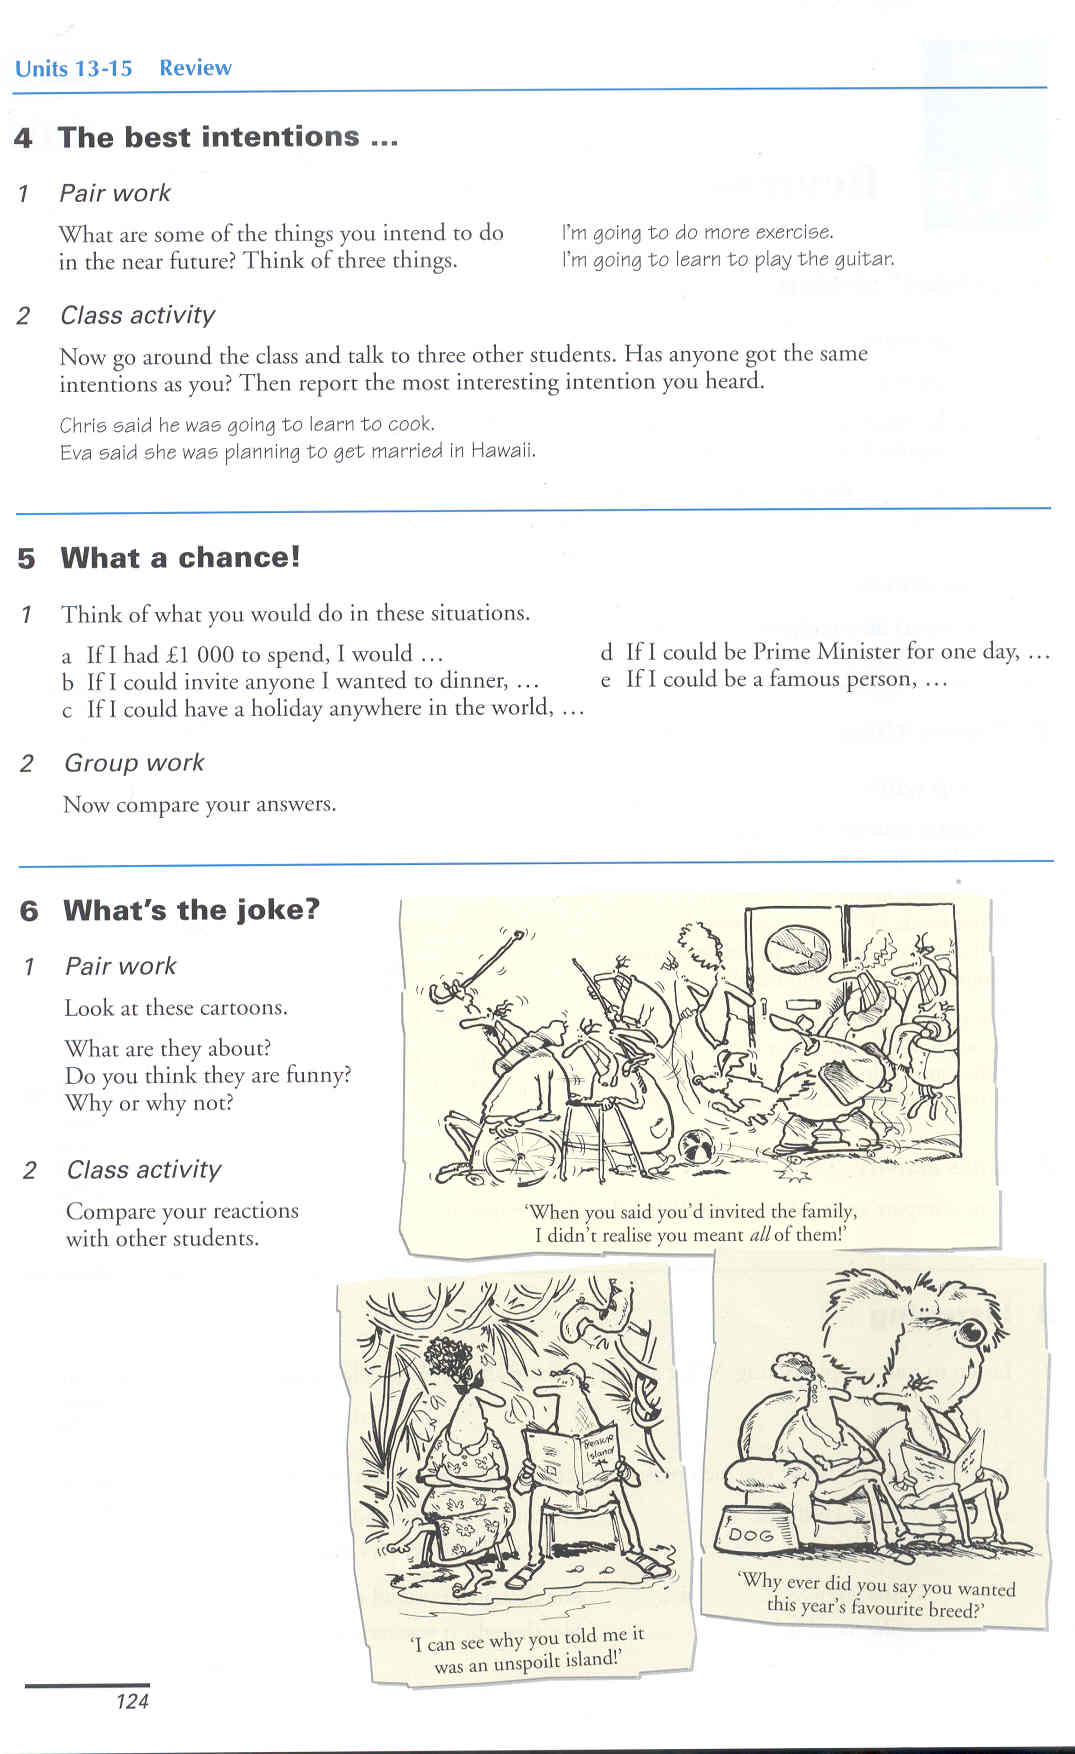 Units 13-15 Review
4 The best intentions ...
1 Pair work
What are some of the things you intend to do
in the near future? Think of three things.
I'm going to do more exercise.
I'm going to learn to play the guitar.
2 Class activity
Now go around the class and talk to three other students. Has anyone got the same
intentions as you? Then report the most interesting intention you heard.
Chris said he was going to learn to cook.
Eva said she was planning to get married in Hawaii.
5 What a chance!
1 Think of what you would do in these situations.
a If I had £1 000 to spend, I would ...
b If I could invite anyone I wanted to dinner, ...
c If I could have a holiday anywhere in the world, ...
d If I could be Prime Minister for one day, ...
e If I could be a famous person, ...
2 Group work
Now compare your answers.
6 What's the joke?
1 Pair work
Look at these cartoons.
What are they about?
Do you think they are funny?
Why or why not?
2 Class activity
Compare your reactions
with other students.
'When you said you'd invited the family,
I didn't realise you meant all of them!'
Treasure
Island
'I can see why you told me it
was an unspoilt island!'
DOG
'Why ever did you say you wanted
this year's favourite breed?'
124